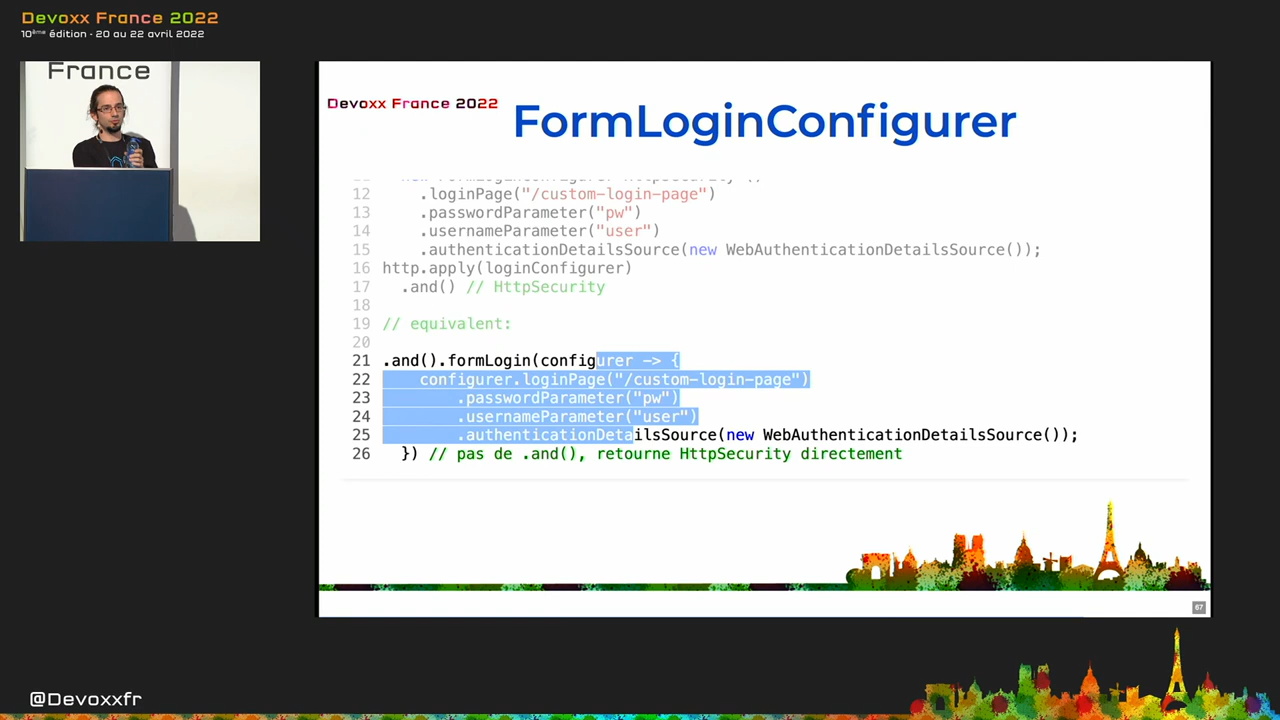 Devoxx France 2022
10ème édition - 20 au 22 avril 2022
France
Devoxx France 2022
FormLoginConfigurer
12 .loginPage("/custom-login-page")
13 .passwordParameter("pw")
14 .usernameParameter("user")
15 .authenticationDetailsSource(new WebAuthenticationDetailsSource());
16 http.apply(loginConfigurer)
17 .and() // HttpSecurity
18
19 // equivalent:
20
21 .and().formLogin(configurer -> {
22 configurer.loginPage("/custom-login-page")
23 .passwordParameter("pw")
24 .usernameParameter("user")
25 .authenticationDetailsSource(new WebAuthenticationDetailsSource());
26 }) // pas de .and(), retourne HttpSecurity directement
67
@Devoxxfr